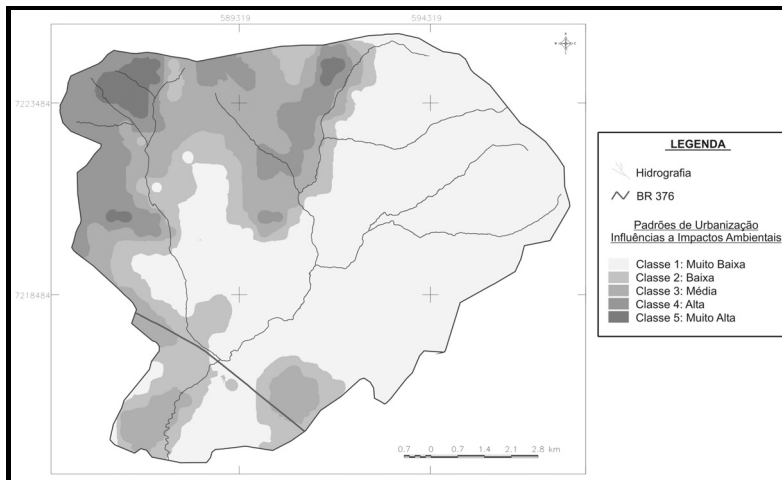 589319 594319
7223484
7218484
0.7 0 0.7 1.4 2.1 2.8 km
LEGENDA
Hidrografia
BR 376
Padrões de Urbanização
Influências a Impactos Ambientais
Classe 1: Muito Baixa
Classe 2: Baixa
Classe 3: Média
Classe 4: Alta
Classe 5: Muito Alta